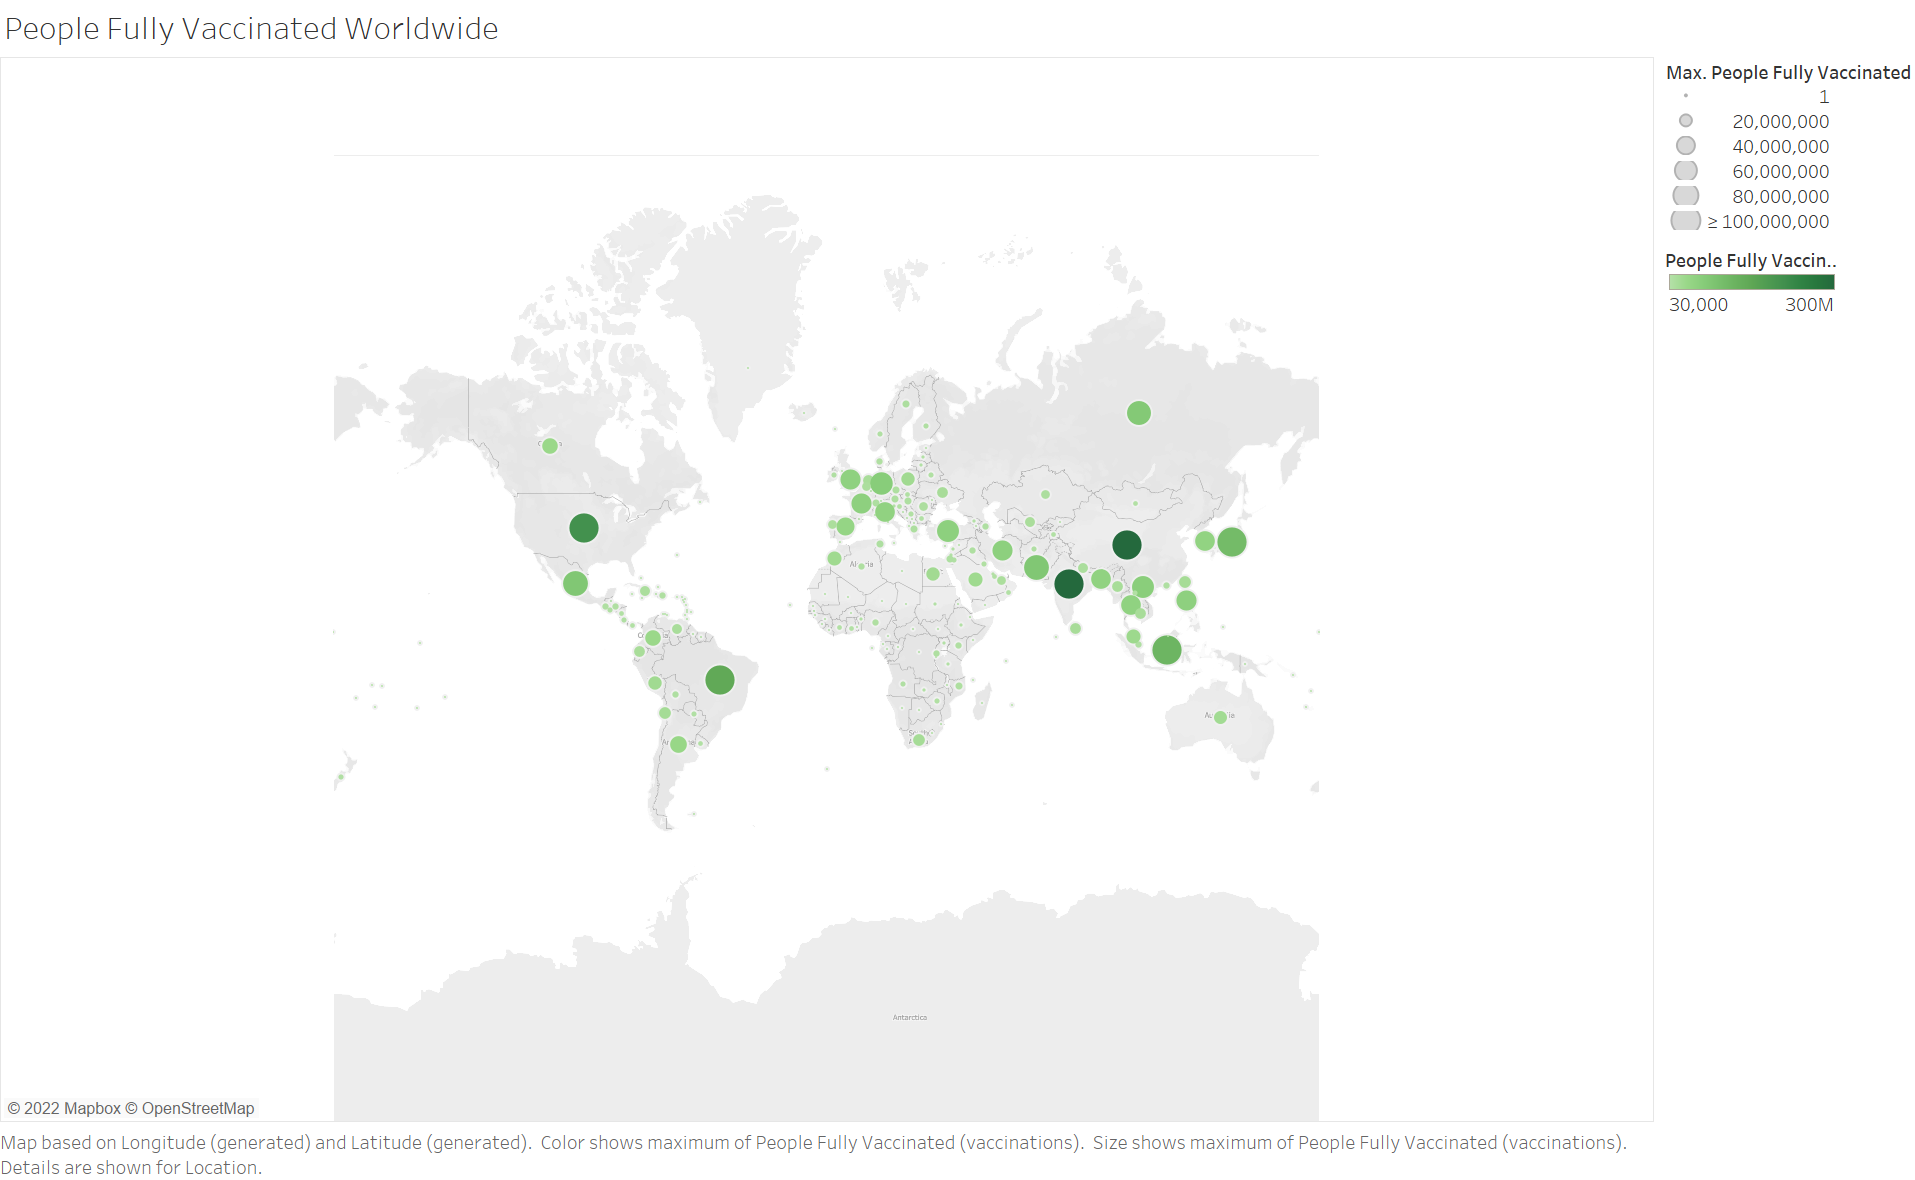 People Fully Vaccinated Worldwide
Max. People Fully Vaccinated
1
20,000,000
40,000,000
60,000,000
80,000,000
≥ 100,000,000
People Fully Vaccin..
30,000 300M
Antarctica
© 2022 Mapbox © OpenStreetMap
Map based on Longitude (generated) and Latitude (generated).  Color shows maximum of People Fully Vaccinated (vaccinations).  Size shows maximum of People Fully Vaccinated (vaccinations).
Details are shown for Location.